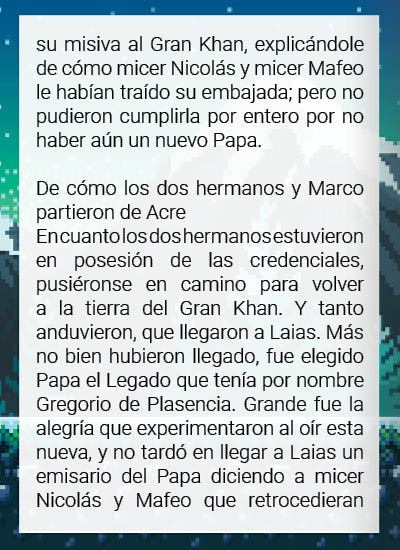 su misiva al Gran Khan, explicándole
de cómo micer Nicolás y micer Mafeo
le habían traído su embajada; pero no
pudieron cumplirla por entero por no
haber aún un nuevo Papa.
De cómo los dos hermanos y Marco
partieron de Acre
En cuanto los dos hermanos estuvieron
en posesión de las credenciales,
pusiéronse en camino para volver
a la tierra del Gran Khan. Y tanto
anduvieron, que llegaron a Laias. Más
no bien hubieron llegado, fue elegido
Papa el Legado que tenía por nombre
Gregorio de Plasencia. Grande fue la
alegría que experimentaron al oír esta
nueva, y no tardó en llegar a Laias un
emisario del Papa diciendo a micer
Nicolás y Mafeo que retrocedieran